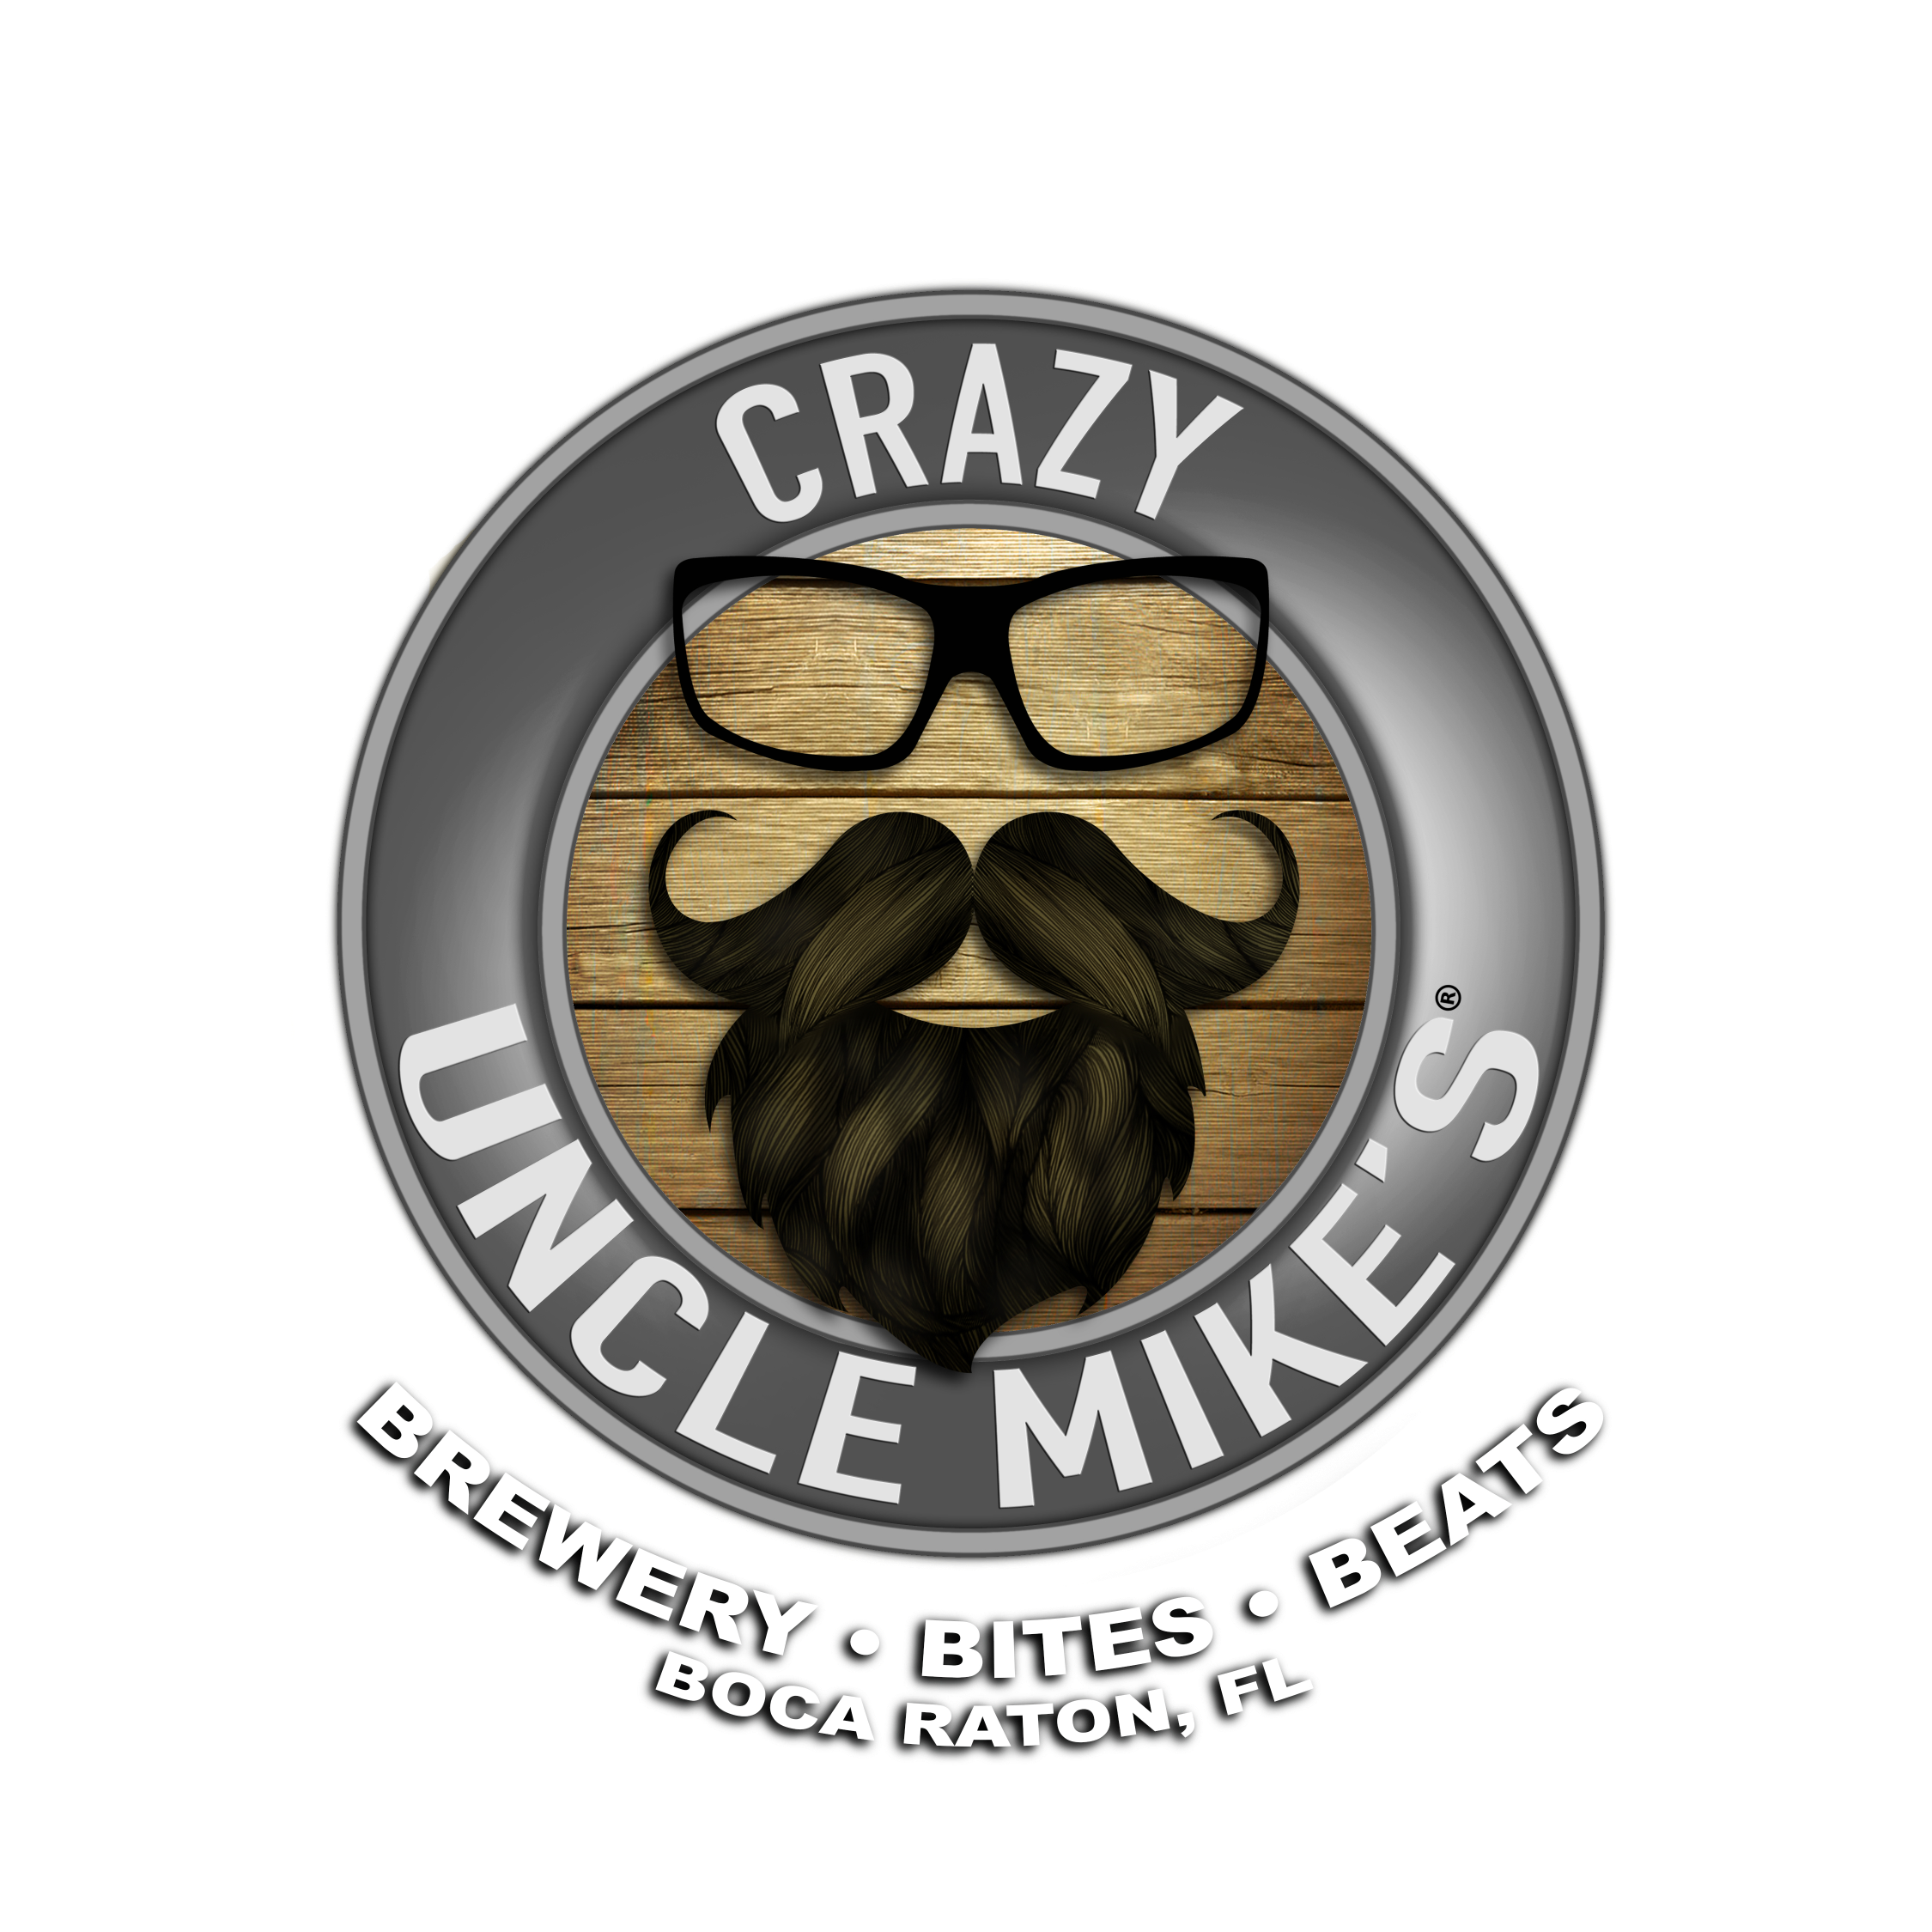 CRAZY
UNCLE MIKE'S®
BREWERY • BITES • BEATS
BOCA RATON, FL